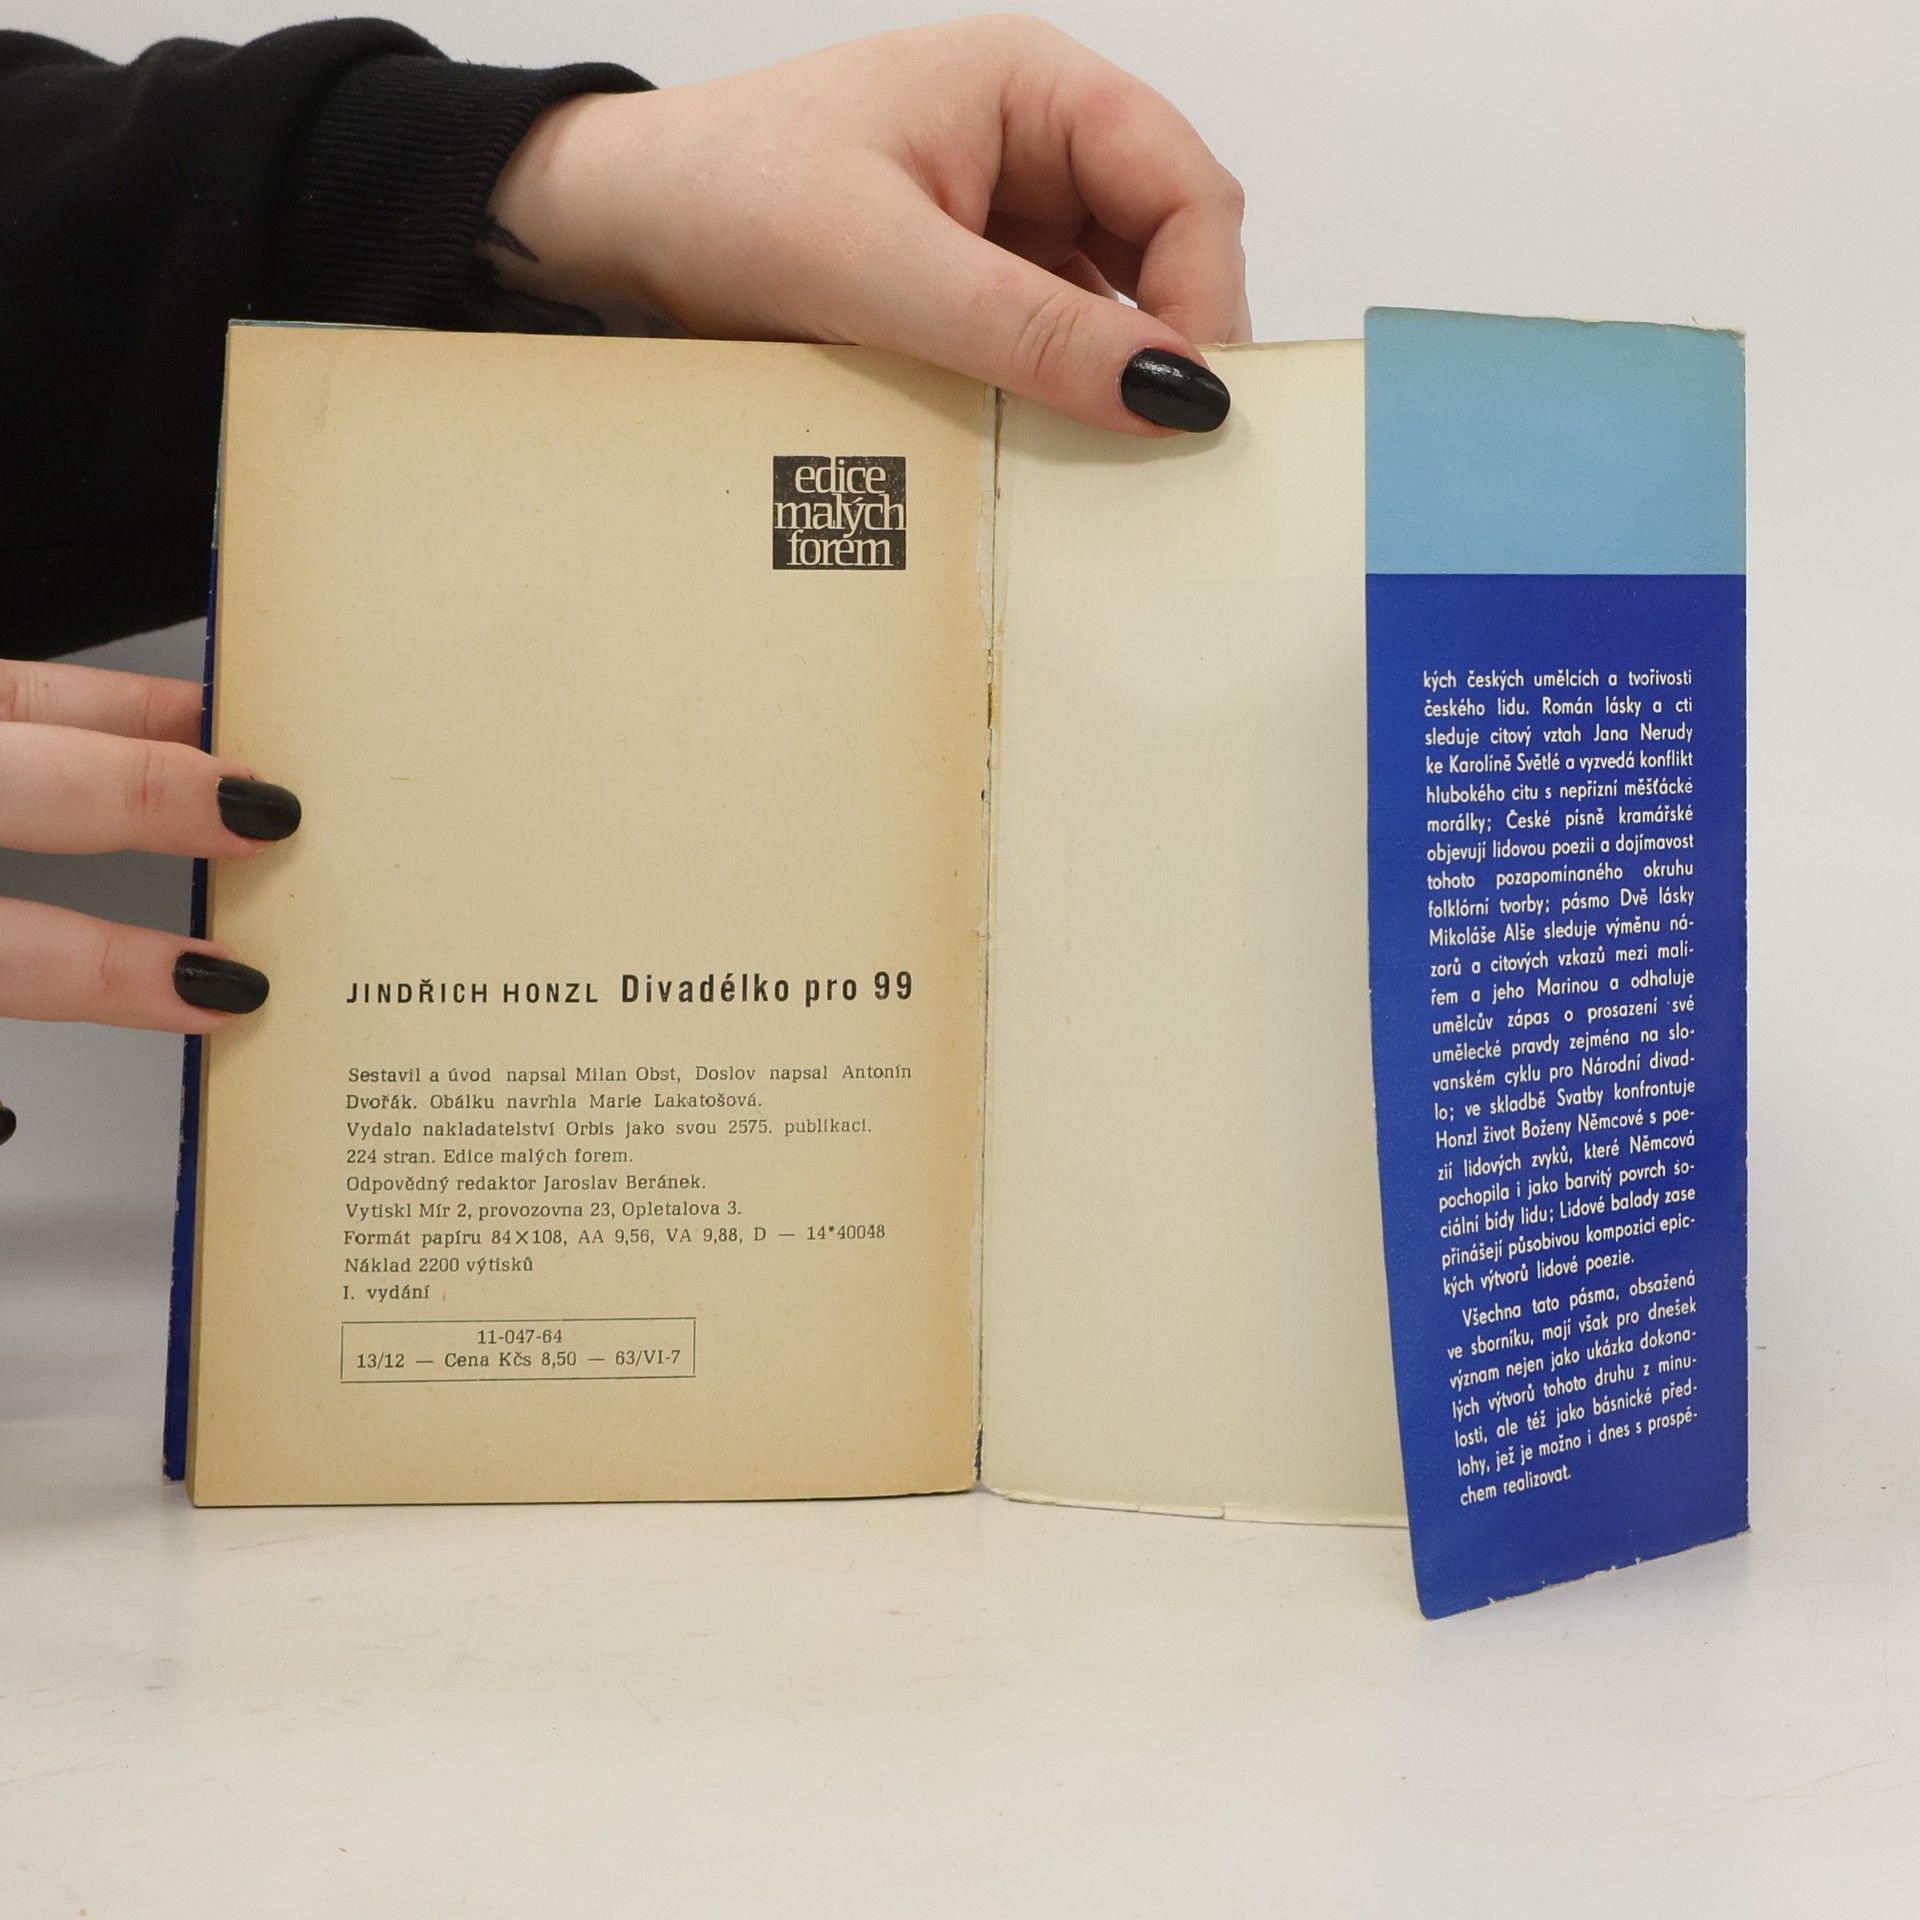 edice
malých
forem
JINDŘICH HONZL Divadélko pro 99
Sestavil a úvod napsal Milan Obst, Doslov napsal Antonín
Dvořák. Obálku navrhla Marie Lakatošová.
Vydalo nakladatelství Orbis jako svou 2575. publikaci.
224 stran. Edice malých forem.
Odpovědný redaktor Jaroslav Beránek.
Vytiskl Mír 2, provozovna 23, Opletalova 3.
Formát papíru 84×108, AA 9,56, VA 9,88, D — 14*40048
Náklad 2200 výtisků
I. vydání
11-047-64
13/12 — Cena Kčs 8,50 — 63/VI-7
kých českých umělcích a tvořivosti
českého lidu. Román lásky a cti
sleduje citový vztah Jana Nerudy
ke Karolíně Světlé a vyzvedá konflikt
hlubokého citu s nepřízní měšťácké
morálky; České písně kramářské
objevují lidovou poezii a dojímavost
tohoto pozapomínaného okruhu
folklórní tvorby; pásmo Dvě lásky
Mikoláše Alše sleduje výměnu ná-
zorů a citových vzkazů mezi malí-
řem a jeho Marinou a odhaluje
umělcův zápas o prosazení své
umělecké pravdy zejména na slo-
vanském cyklu pro Národní divad-
lo; ve skladbě Svatby konfrontuje
Honzl život Boženy Němcové s poe-
zií lidových zvyků, které Němcová
pochopila i jako barvitý povrch so-
ciální bídy lidu; Lidové balady zase
přinášejí působivou kompozici epic-
kých výtvorů lidové poezie.
Všechna tato pásma, obsažená
ve sborníku, mají však pro dnešek
význam nejen jako ukázka dokona-
lých výtvorů tohoto druhu z minu-
losti, ale též jako básnické před-
lohy, jež je možno i dnes s prospě-
chem realizovat.